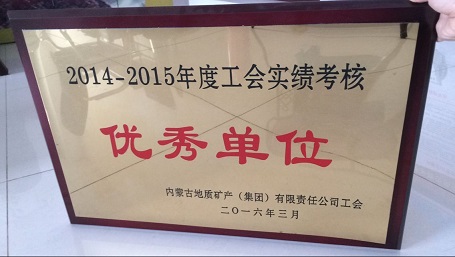 2014-2015年度工会实绩考核
优秀单位
内蒙古地质矿产（集团）有限责任公司工会
二〇一六年三月